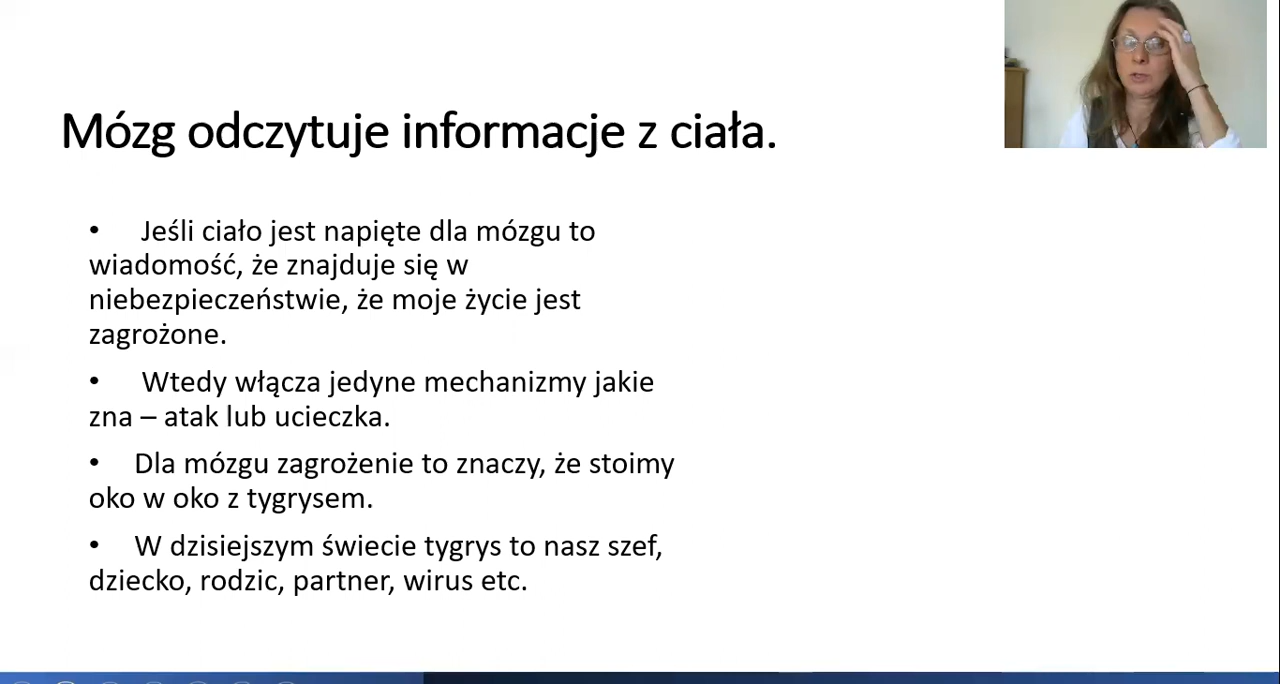 Mózg odczytuje informacje z ciała.
• Jeśli ciało jest napięte dla mózgu to
wiadomość, że znajduje się w
niebezpieczeństwie, że moje życie jest
zagrożone.
• Wtedy włącza jedyne mechanizmy jakie
zna – atak lub ucieczka.
• Dla mózgu zagrożenie to znaczy, że stoimy
oko w oko z tygrysem.
• W dzisiejszym świecie tygrys to nasz szef,
dziecko, rodzic, partner, wirus etc.